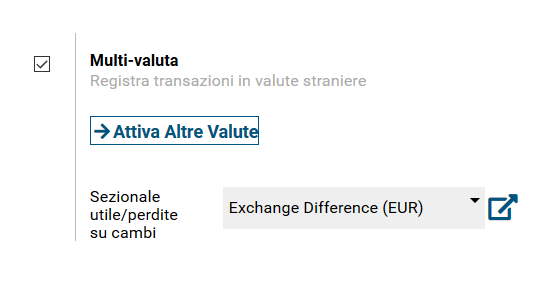 Multi-valuta
Registra transazioni in valute straniere
Attiva Altre Valute
Sezionale
utile/perdite
su cambi
Exchange Difference (EUR)